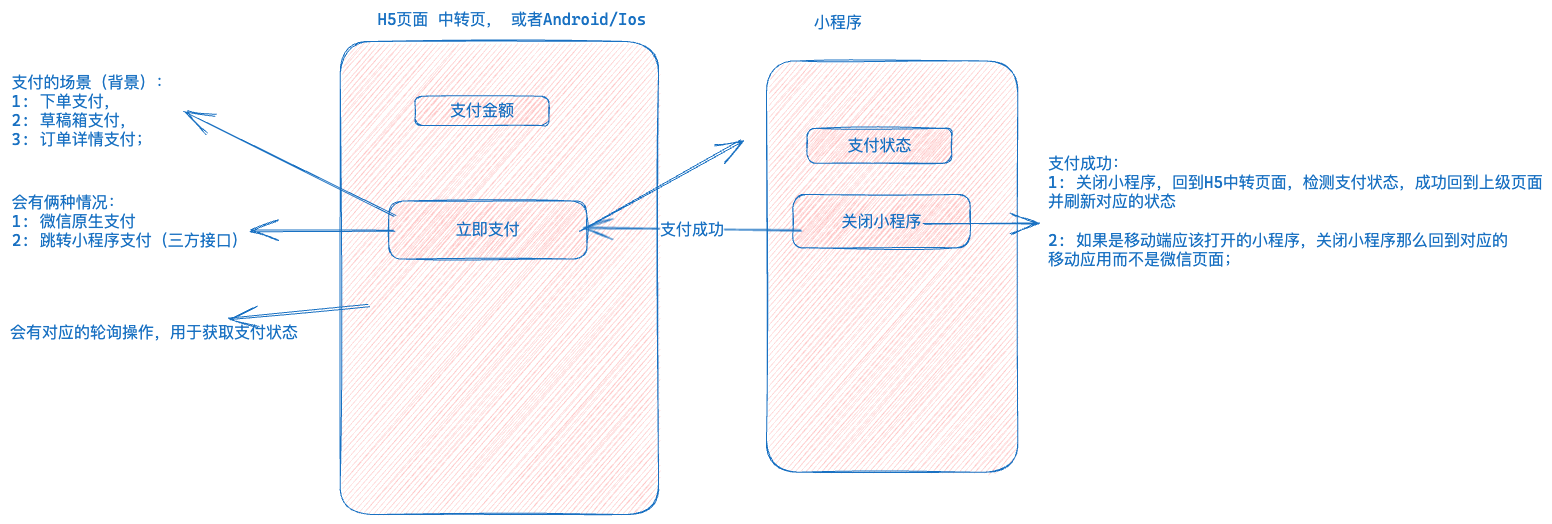 H5页面 中转页， 或者Android/Ios
小程序
支付的场景（背景）：
1: 下单支付，
2: 草稿箱支付，
3: 订单详情支付；
支付金额
支付状态
支付成功：
1: 关闭小程序，回到H5中转页面，检测支付状态，成功回到上级页面
并刷新对应的状态
2: 如果是移动端应该打开的小程序，关闭小程序那么回到对应的
移动应用而不是微信页面；
会有俩种情况：
1: 微信原生支付
2: 跳转小程序支付（三方接口）
立即支付
支付成功
关闭小程序
会有对应的轮询操作，用于获取支付状态